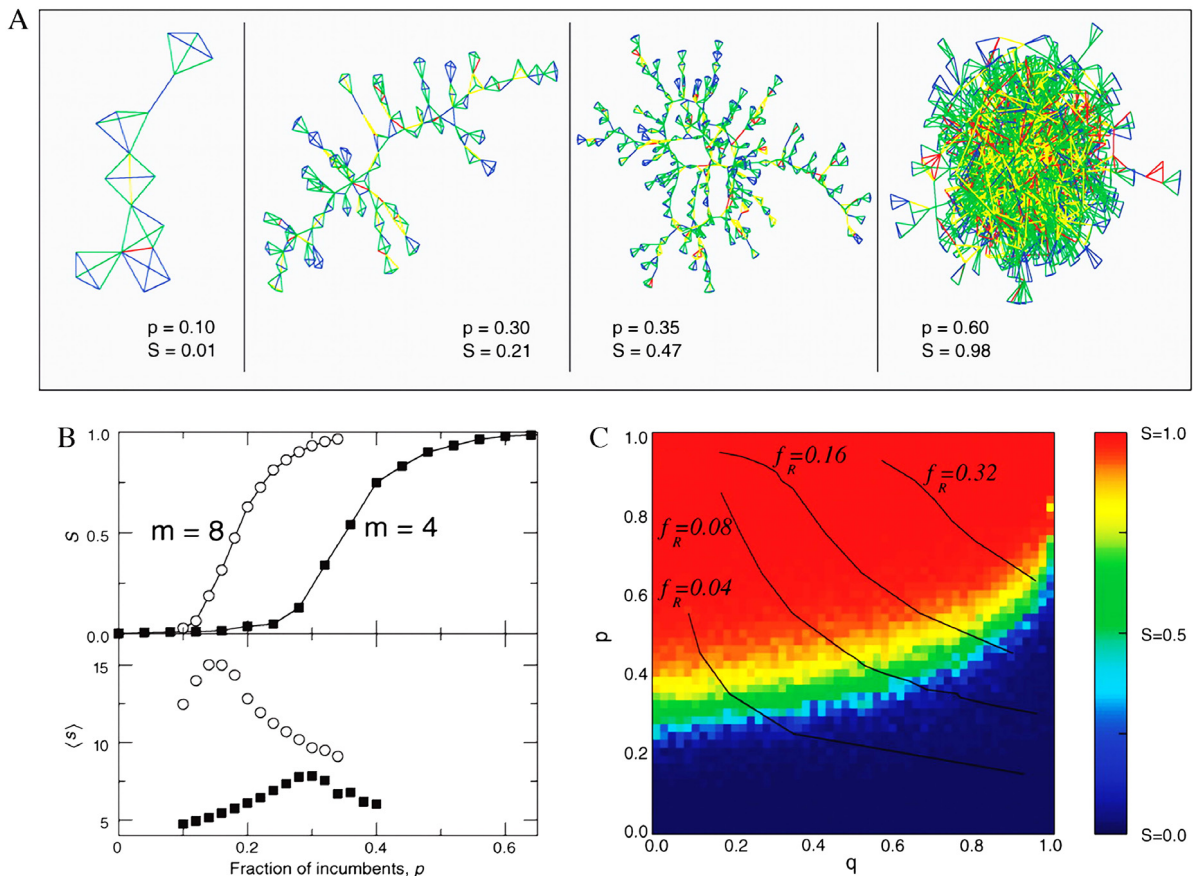 A
p = 0.10
S = 0.01
p = 0.30
S = 0.21
p = 0.35
S = 0.47
p = 0.60
S = 0.98
B
1.0
0.5
0.0
S
m = 8
m = 4
15
10
5
⟨s⟩
0 0.2 0.4 0.6
Fraction of incumbents, p
C
1.0
0.8
0.6
0.4
0.2
0.0
p
f_R=0.16
f_R=0.32
f_R=0.08
f_R=0.04
0.0 0.2 0.4 0.6 0.8 1.0
q
S=1.0
S=0.5
S=0.0